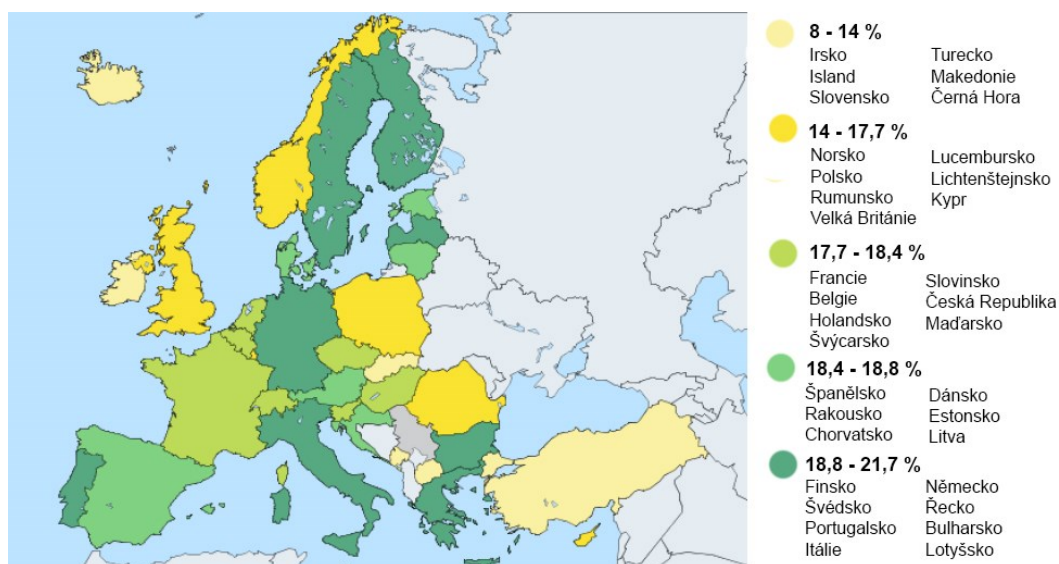 8 - 14 %
Irsko Turecko
Island Makedonie
Slovensko Černá Hora
14 - 17,7 %
Norsko Lucembursko
Polsko Lichtenštejnsko
Rumunsko Kypr
Velká Británie
17,7 - 18,4 %
Francie Slovinsko
Belgie Česká Republika
Holandsko Maďarsko
Švýcarsko
18,4 - 18,8 %
Španělsko Dánsko
Rakousko Estonsko
Chorvatsko Litva
18,8 - 21,7 %
Finsko Německo
Švédsko Řecko
Portugalsko Bulharsko
Itálie Lotyšsko